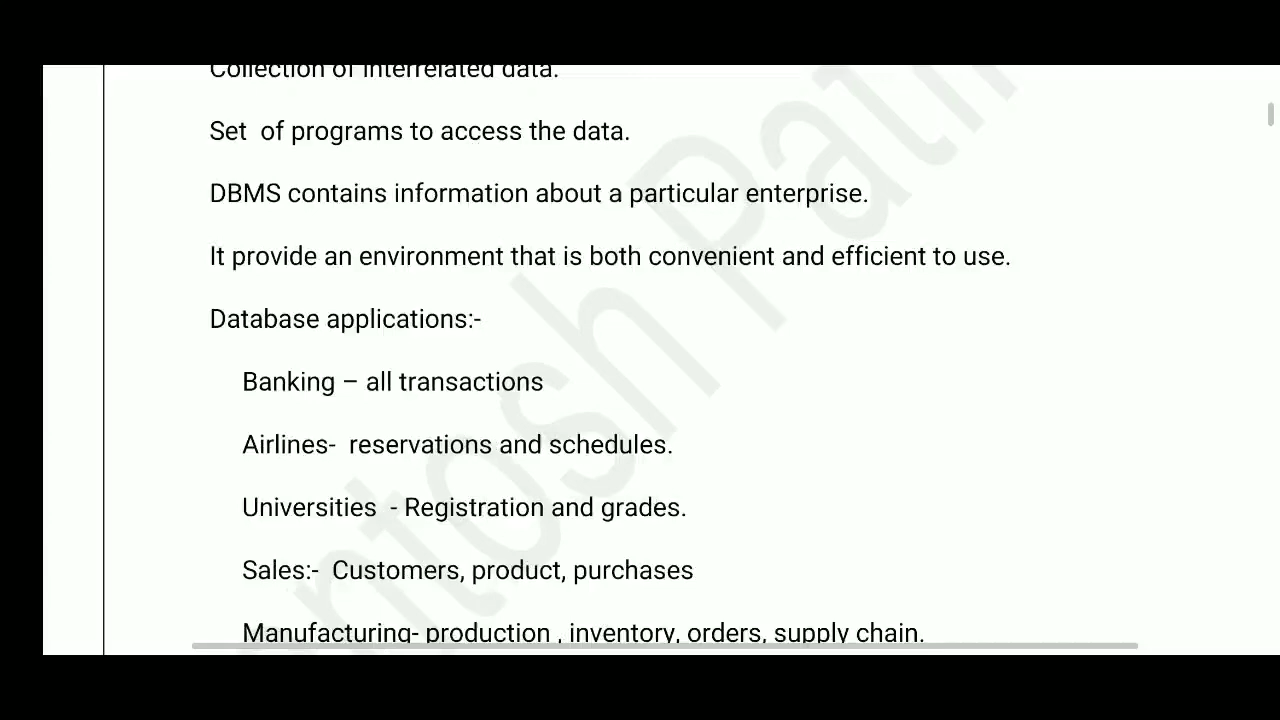 Collection of interrelated data.
Set of programs to access the data.
DBMS contains information about a particular enterprise.
It provide an environment that is both convenient and efficient to use.
Database applications:-
Banking – all transactions
Airlines- reservations and schedules.
Universities - Registration and grades.
Sales:- Customers, product, purchases
Manufacturing- production , inventory, orders, supply chain.